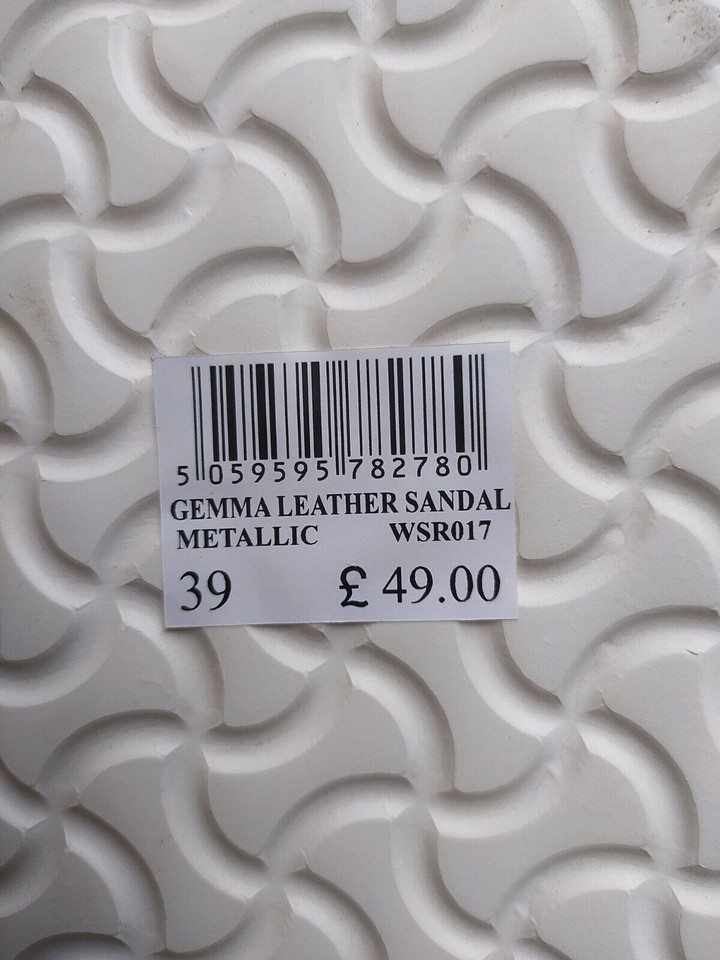 5 059595 782780
GEMMA LEATHER SANDAL
METALLIC WSR017
39 £ 49.00